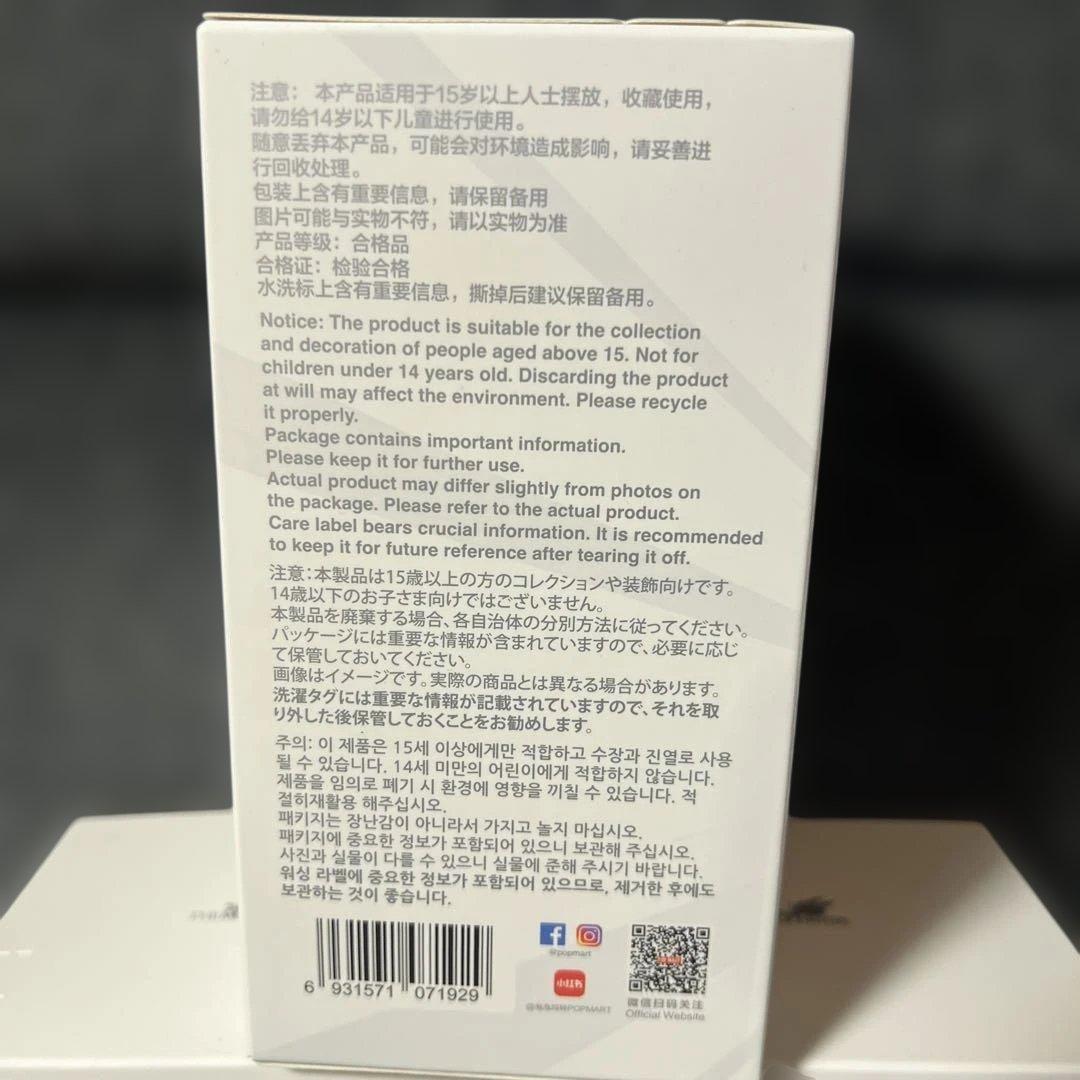 注意： 本产品适用于15岁以上人士摆放，收藏使用，
请勿给14岁以下儿童进行使用。
随意丢弃本产品，可能会对环境造成影响，请妥善进
行回收处理。
包装上含有重要信息，请保留备用
图片可能与实物不符，请以实物为准
产品等级：合格品
合格证：检验合格
水洗标上含有重要信息，撕掉后建议保留备用。
Notice: The product is suitable for the collection
and decoration of people aged above 15. Not for
children under 14 years old. Discarding the product
at will may affect the environment. Please recycle
it properly.
Package contains important information.
Please keep it for further use.
Actual product may differ slightly from photos on
the package. Please refer to the actual product.
Care label bears crucial information. It is recommended
to keep it for future reference after tearing it off.
注意：本製品は15歳以上の方のコレクションや装飾向けです。
14歳以下のお子さま向けではございません。
本製品を廃棄する場合、各自治体の分別方法に従ってください。
パッケージには重要な情報が含まれていますので、必要に応じ
て保管しておいてください。
画像はイメージです。実際の商品とは異なる場合があります。
洗濯タグには重要な情報が記載されていますので、それを取
り外した後保管しておくことをお勧めします。
주의: 이 제품은 15세 이상에게만 적합하고 수장과 진열로 사용
될 수 있습니다. 14세 미만의 어린이에게 적합하지 않습니다.
제품을 임의로 폐기 시 환경에 영향을 끼칠 수 있습니다. 적
절히재활용 해주십시오.
패키지는 장난감이 아니라서 가지고 놀지 마십시오.
패키지에 중요한 정보가 포함되어 있으니 보관해 주십시오.
사진과 실물이 다를 수 있으니 실물에 준해 주시기 바랍니다.
워싱 라벨에 중요한 정보가 포함되어 있으므로, 제거한 후에도
보관하는 것이 좋습니다.
6 931571 071929
@popmart
小红书
@泡泡玛特POPMART
微信扫码关注
Official Website